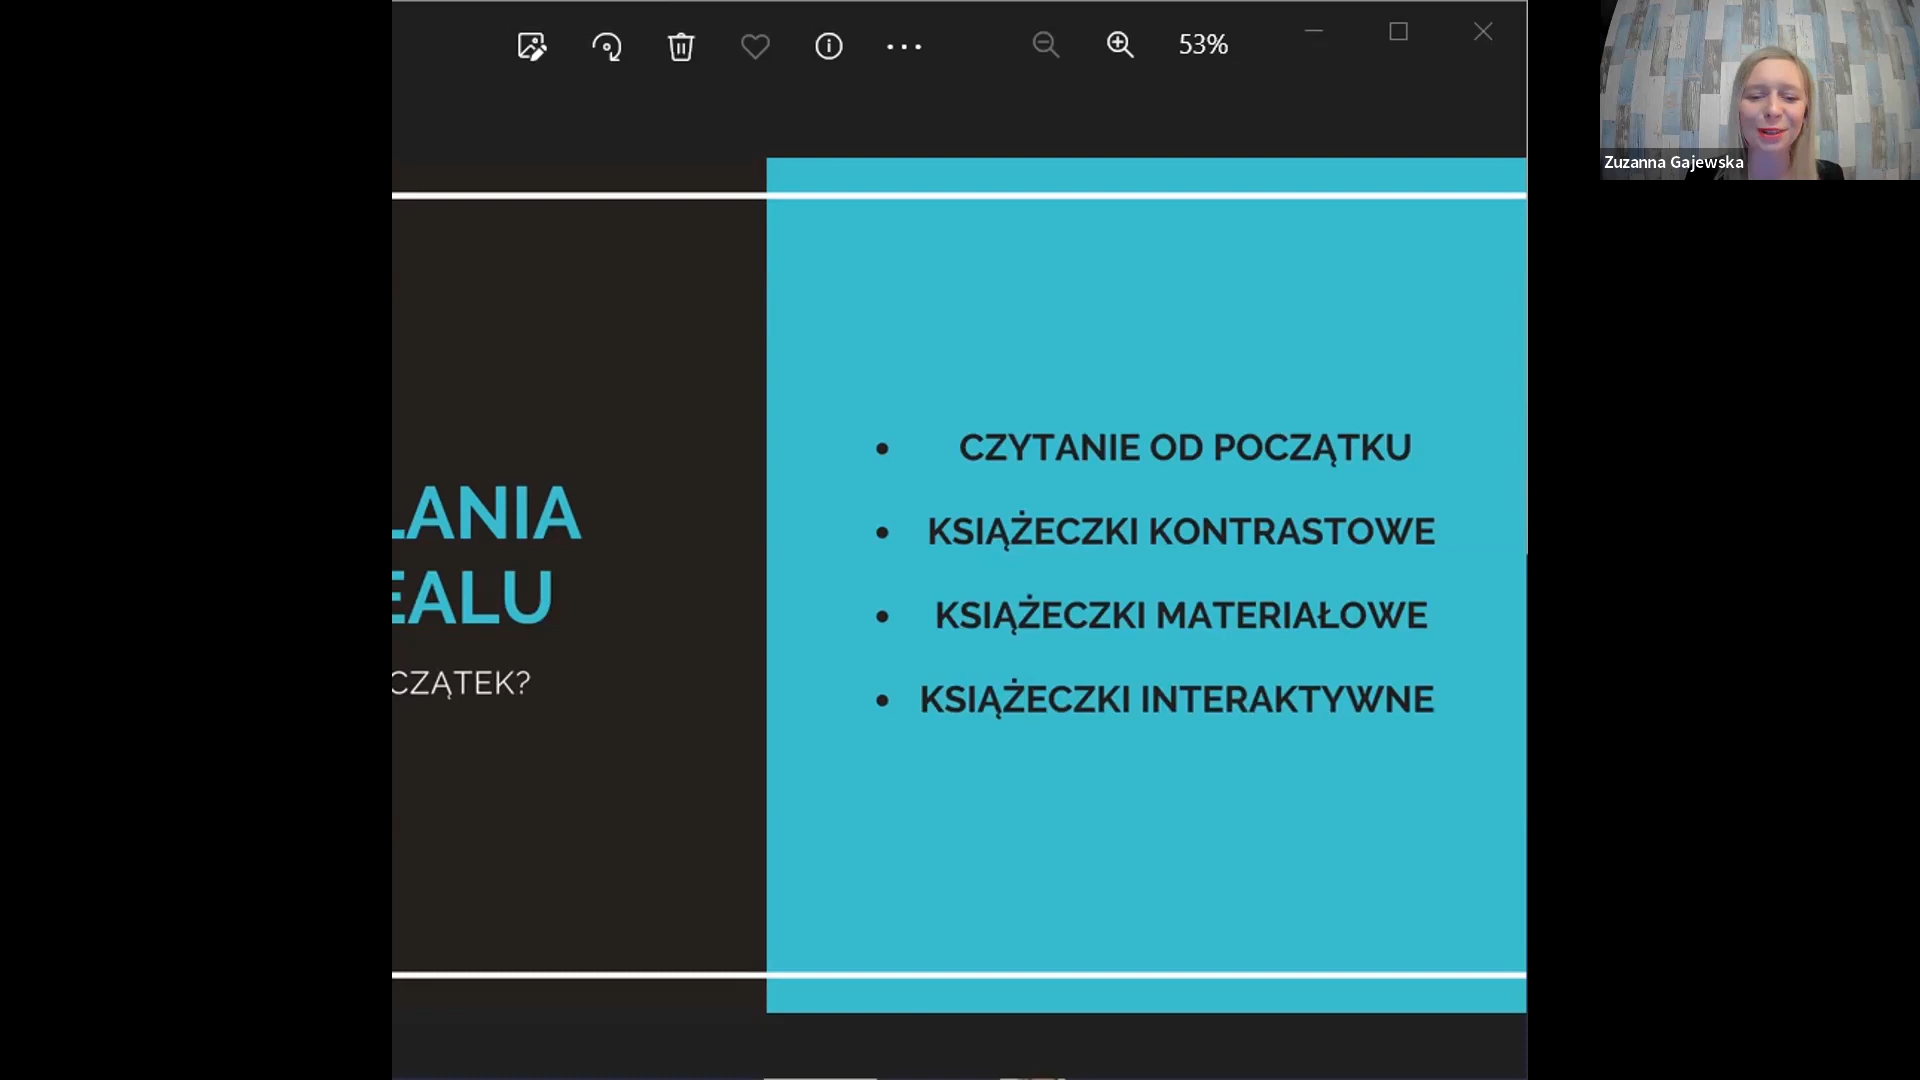 53%
Zuzanna Gajewska
LANIA
EALU
CZĄTEK?
• CZYTANIE OD POCZĄTKU
• KSIĄŻECZKI KONTRASTOWE
• KSIĄŻECZKI MATERIAŁOWE
• KSIĄŻECZKI INTERAKTYWNE